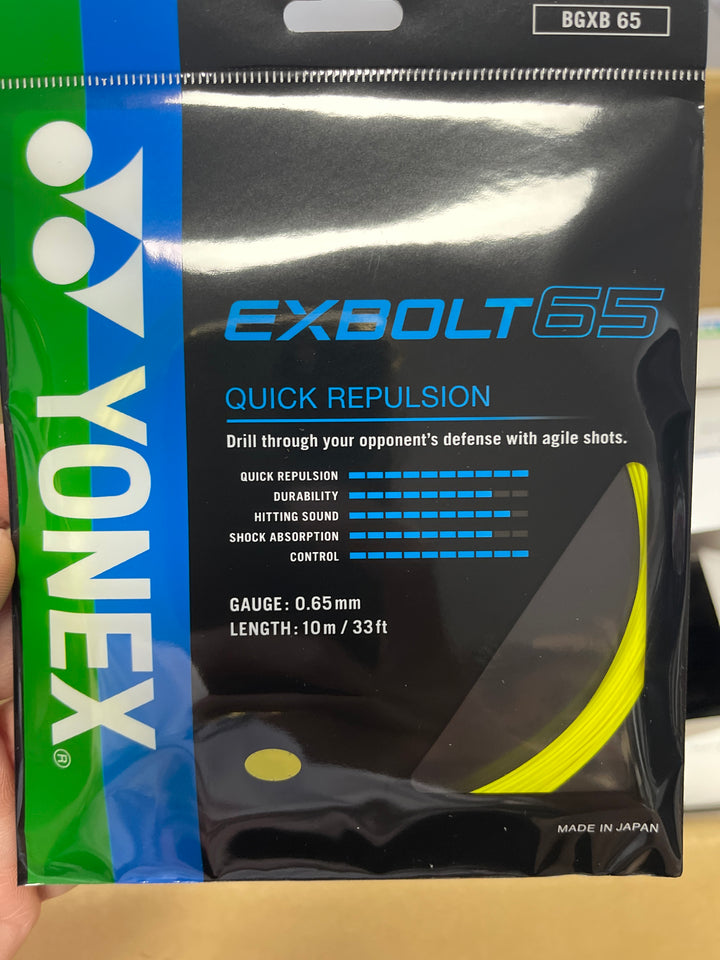 BGXB 65
YONEX®
EXBOLT65
QUICK REPULSION
Drill through your opponent's defense with agile shots.
QUICK REPULSION
DURABILITY
HITTING SOUND
SHOCK ABSORPTION
CONTROL
GAUGE: 0.65mm
LENGTH: 10m / 33ft
MADE IN JAPAN